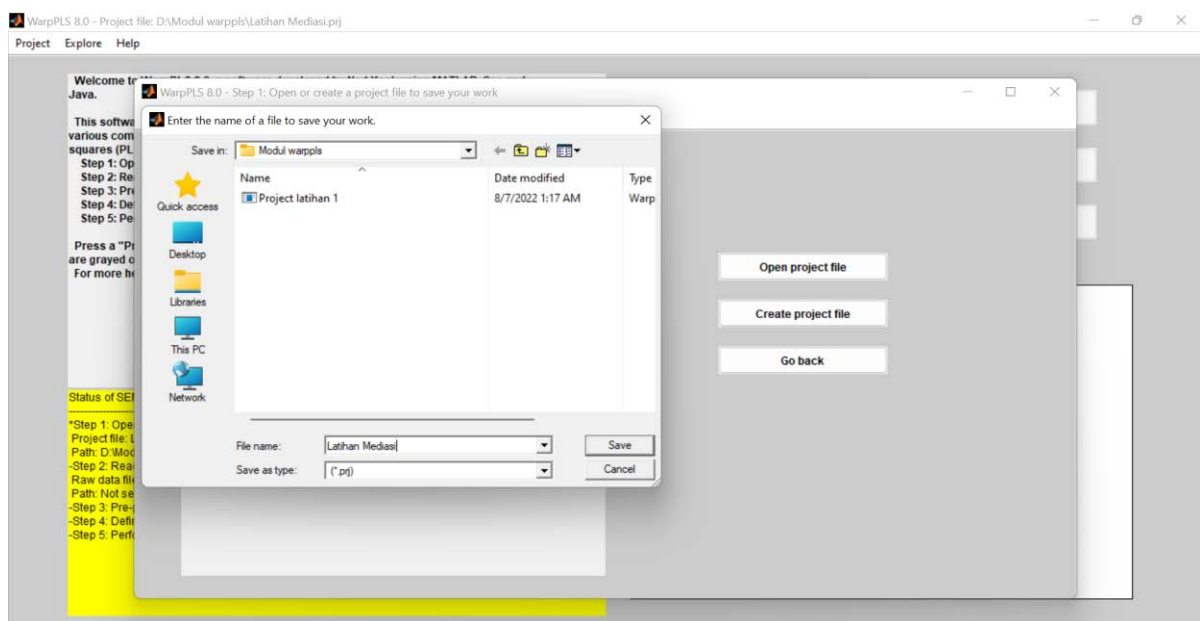 WarpPLS 8.0 - Project file: D:\Modul warppls\Latihan Mediasi.prj
Project Explore Help
Welcome to
Java.
This softwa
various com
squares (PL
Step 1: Op
Step 2: Re
Step 3: Pre
Step 4: De
Step 5: Pe
Press a "Pr
are grayed o
For more he
Status of SE
*Step 1: Ope
Project file: L
Path: D:\Mod
-Step 2: Rea
Raw data file
Path: Not se
-Step 3: Pre-p
-Step 4: Defin
-Step 5: Perfo
WarpPLS 8.0 - Step 1: Open or create a project file to save your work
Enter the name of a file to save your work.
Save in: Modul warppls
Name Date modified Type
Project latihan 1 8/7/2022 1:17 AM Warp
Quick access
Desktop
Libraries
This PC
Network
File name: Latihan Mediasi Save
Save as type: (*.prj) Cancel
Open project file
Create project file
Go back